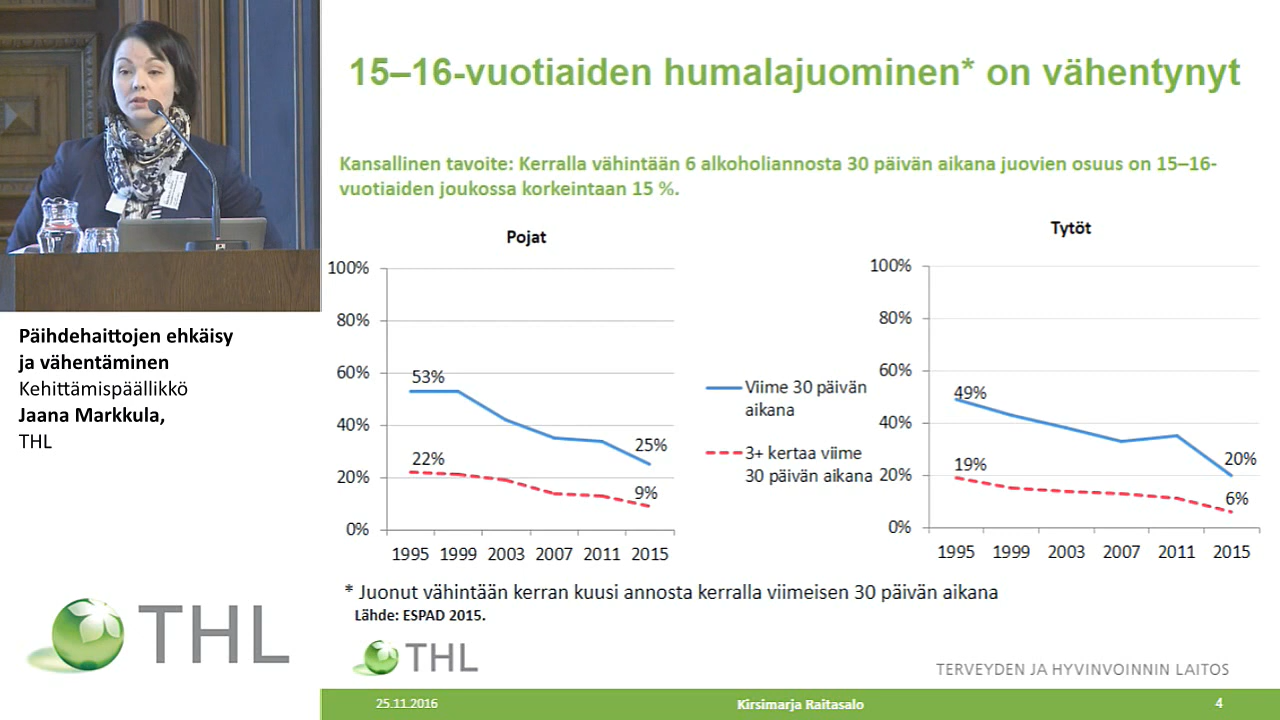 15–16-vuotiaiden humalajuominen* on vähentynyt
Kansallinen tavoite: Kerralla vähintään 6 alkoholiannosta 30 päivän aikana juovien osuus on 15–16-
vuotiaiden joukossa korkeintaan 15 %.
Pojat
100%
80%
60%
40%
20%
0%
53%
25%
22%
9%
1995 1999 2003 2007 2011 2015
Viime 30 päivän
aikana
3+ kertaa viime
30 päivän aikana
Tytöt
100%
80%
60%
40%
20%
0%
49%
20%
19%
6%
1995 1999 2003 2007 2011 2015
* Juonut vähintään kerran kuusi annosta kerralla viimeisen 30 päivän aikana
Lähde: ESPAD 2015.
THL
TERVEYDEN JA HYVINVOINNIN LAITOS
25.11.2016 Kirsimarja Raitasalo 4
Päihdehaittojen ehkäisy
ja vähentäminen
Kehittämispäällikkö
Jaana Markkula,
THL
THL